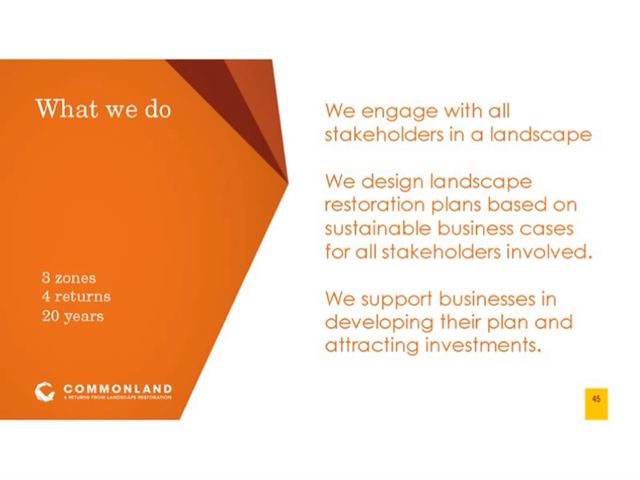 What we do
3 zones
4 returns
20 years
COMMONLAND
4 RETURNS FROM LANDSCAPE RESTORATION
We engage with all
stakeholders in a landscape
We design landscape
restoration plans based on
sustainable business cases
for all stakeholders involved.
We support businesses in
developing their plan and
attracting investments.
45